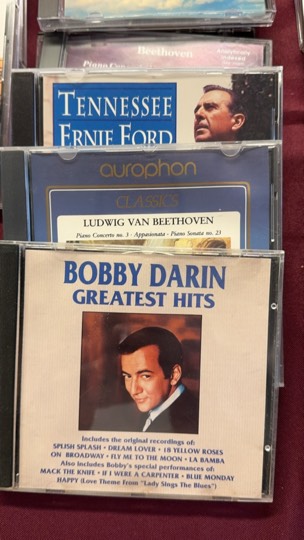 Beethoven
Piano Conce
TENNESSEE
ERNIE FORD
aurophon
CLASSICS
LUDWIG VAN BEETHOVEN
Piano Concerto no. 3 - Appasionata - Piano Sonata no. 23
BOBBY DARIN
GREATEST HITS
Includes the original recordings of:
SPLISH SPLASH • DREAM LOVER • 18 YELLOW ROSES
ON BROADWAY • FLY ME TO THE MOON • LA BAMBA
Also includes Bobby's special performances of:
MACK THE KNIFE • IF I WERE A CARPENTER • BLUE MONDAY
HAPPY (Love Theme from "Lady Sings The Blues")